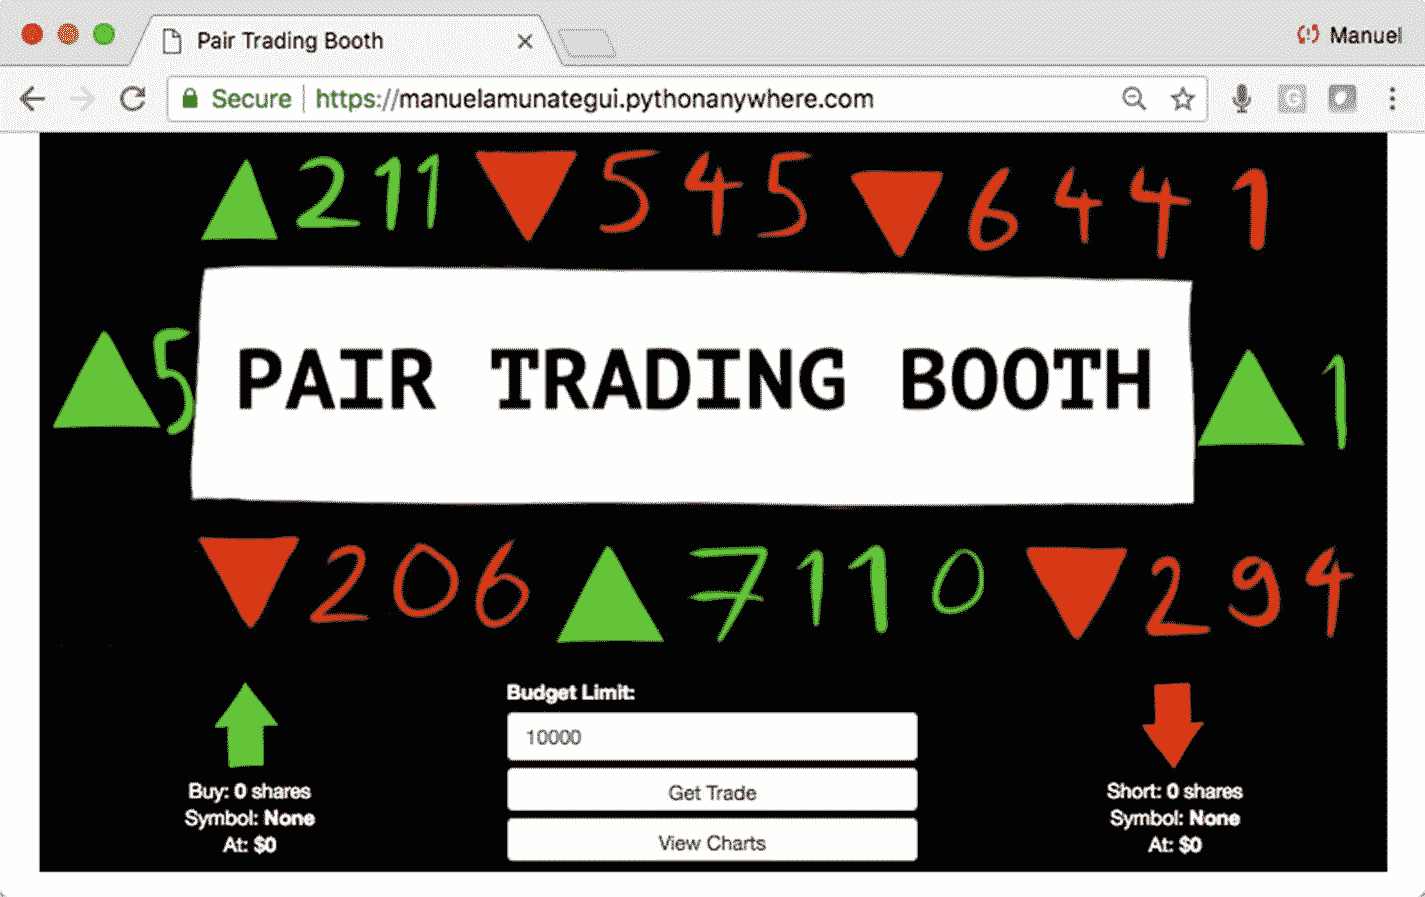 Pair Trading Booth
Manuel
Secure https://manuelamunategui.pythonanywhere.com
211 545 6441
5 PAIR TRADING BOOTH 1
206 7110 294
Budget Limit:
10000
Get Trade
View Charts
Buy: 0 shares
Symbol: None
At: $0
Short: 0 shares
Symbol: None
At: $0